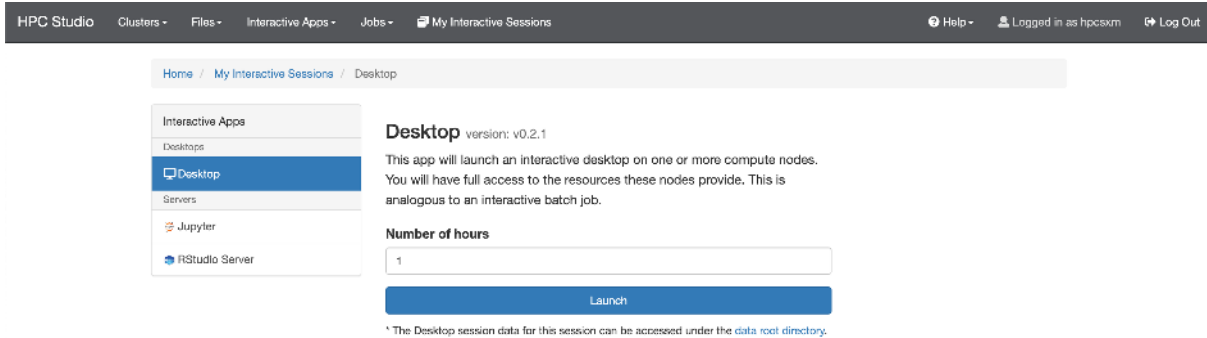 HPC Studio Clusters Files Interactive Apps Jobs My Interactive Sessions Help Logged in as hpcsxm Log Out
Home / My Interactive Sessions / Desktop
Interactive Apps
Desktops
Desktop
Servers
Jupyter
RStudio Server
Desktop version: v0.2.1
This app will launch an interactive desktop on one or more compute nodes.
You will have full access to the resources these nodes provide. This is
analogous to an interactive batch job.
Number of hours
1
Launch
* The Desktop session data for this session can be accessed under the data root directory.